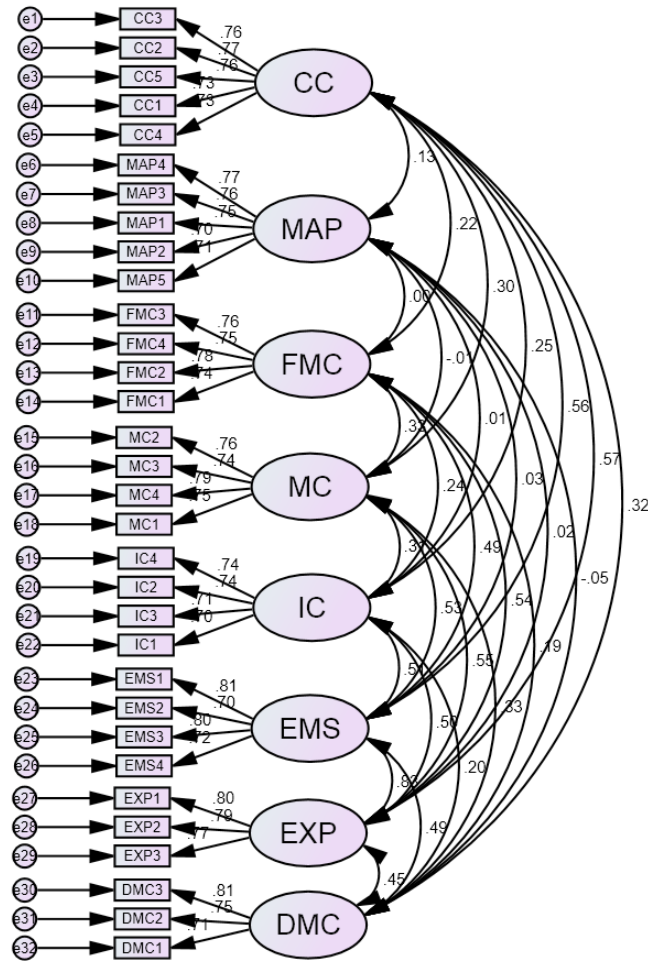 e1 CC3 .76
e2 CC2 .77
e3 CC5 .76
e4 CC1 .73
e5 CC4 .73
CC
e6 MAP4 .77
e7 MAP3 .76
e8 MAP1 .75
e9 MAP2 .70
e10 MAP5 .71
MAP
e11 FMC3 .76
e12 FMC4 .75
e13 FMC2 .78
e14 FMC1 .74
FMC
e15 MC2 .76
e16 MC3 .74
e17 MC4 .79
e18 MC1 .75
MC
e19 IC4 .74
e20 IC2 .74
e21 IC3 .71
e22 IC1 .70
IC
e23 EMS1 .81
e24 EMS2 .70
e25 EMS3 .80
e26 EMS4 .72
EMS
e27 EXP1 .80
e28 EXP2 .79
e29 EXP3 .77
EXP
e30 DMC3 .81
e31 DMC2 .75
e32 DMC1 .71
DMC
.13
.22
.30
.25
.56
.57
.32
.00
-.01
.01
.03
.02
-.05
.24
.49
.54
.19
.53
.55
.33
.50
.20
.83
.49
.45